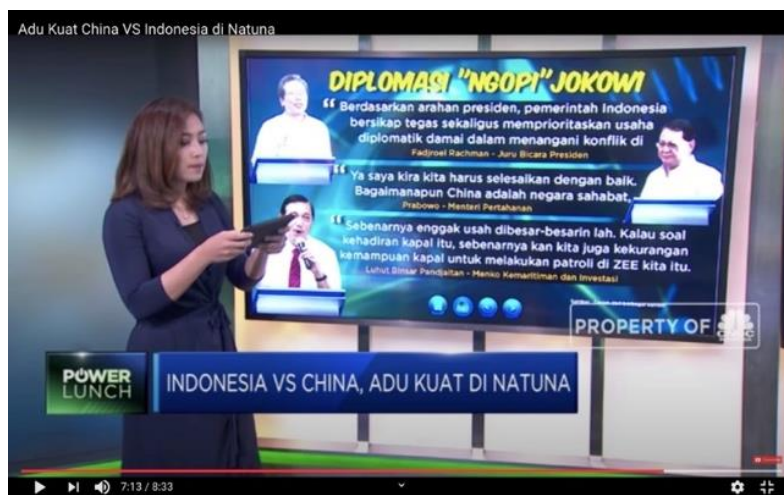 Adu Kuat China VS Indonesia di Natuna
DIPLOMASI "NGOPI" JOKOWI
“ Berdasarkan arahan presiden, pemerintah Indonesia
bersikap tegas sekaligus memprioritaskan usaha
diplomatik damai dalam menangani konflik di
Fadjroel Rachman - Juru Bicara Presiden
“ Ya saya kira kita harus selesaikan dengan baik.
Bagaimanapun China adalah negara sahabat,
Prabowo - Menteri Pertahanan
“ Sebenarnya enggak usah dibesar-besarin lah. Kalau soal
kehadiran kapal itu, sebenarnya kan kita juga kekurangan
kemampuan kapal untuk melakukan patroli di ZEE kita itu.
Luhut Binsar Pandjaitan - Menko Kemaritiman dan Investasi
PROPERTY OF
POWER
LUNCH
INDONESIA VS CHINA, ADU KUAT DI NATUNA
7:13 / 8:33